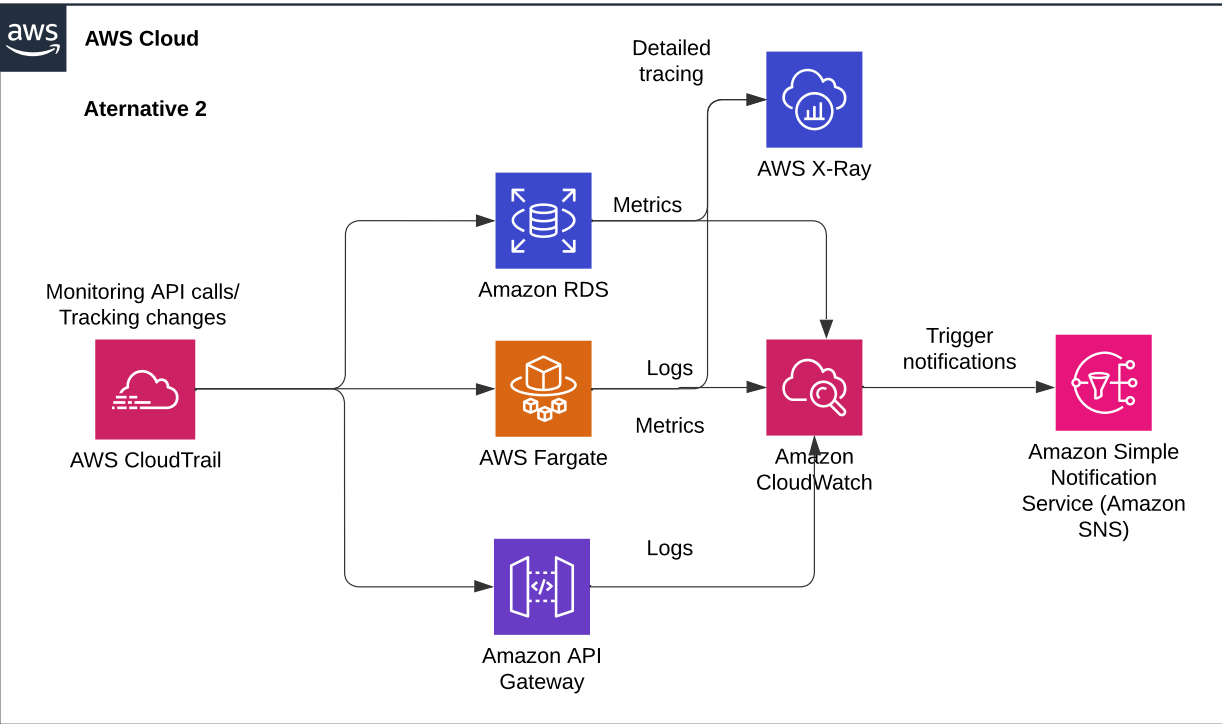 aws
AWS Cloud
Aternative 2
Detailed
tracing
AWS X-Ray
Metrics
Amazon RDS
Monitoring API calls/
Tracking changes
AWS CloudTrail
Logs
Metrics
AWS Fargate
Amazon
CloudWatch
Trigger
notifications
Amazon Simple
Notification
Service (Amazon
SNS)
Logs
</>
Amazon API
Gateway